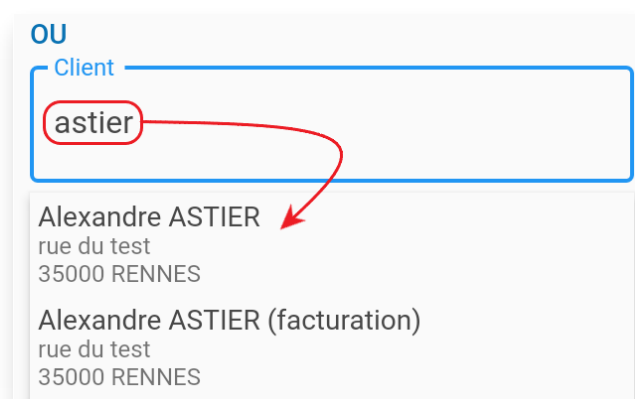 OU
Client
astier
Alexandre ASTIER
rue du test
35000 RENNES
Alexandre ASTIER (facturation)
rue du test
35000 RENNES